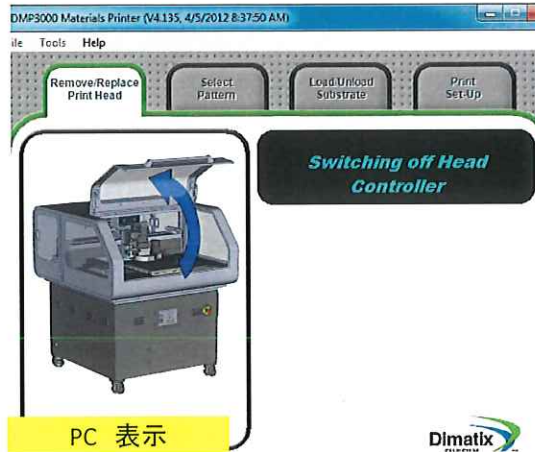 DMP3000 Materials Printer (V4.135, 4/5/2012 8:37:50 AM)
ile Tools Help
Remove/Replace
Print Head
Select
Pattern
Load/Unload
Substrate
Print
Set-Up
Switching off Head
Controller
PC 表示
Dimatix